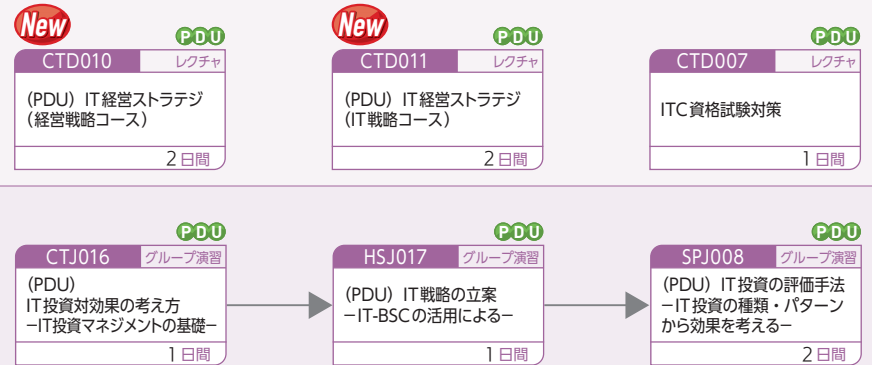 New
PDU
CTD010
レクチャ
(PDU) IT経営ストラテジ
(経営戦略コース)
2日間
New
PDU
CTD011
レクチャ
(PDU) IT経営ストラテジ
(IT戦略コース)
2日間
PDU
CTD007
レクチャ
ITC資格試験対策
1日間
PDU
CTJ016
グループ演習
(PDU)
IT投資対効果の考え方
−IT投資マネジメントの基礎−
1日間
PDU
HSJ017
グループ演習
(PDU) IT戦略の立案
−IT-BSCの活用による−
1日間
PDU
SPJ008
グループ演習
(PDU) IT投資の評価手法
−IT投資の種類・パターン
から効果を考える−
2日間